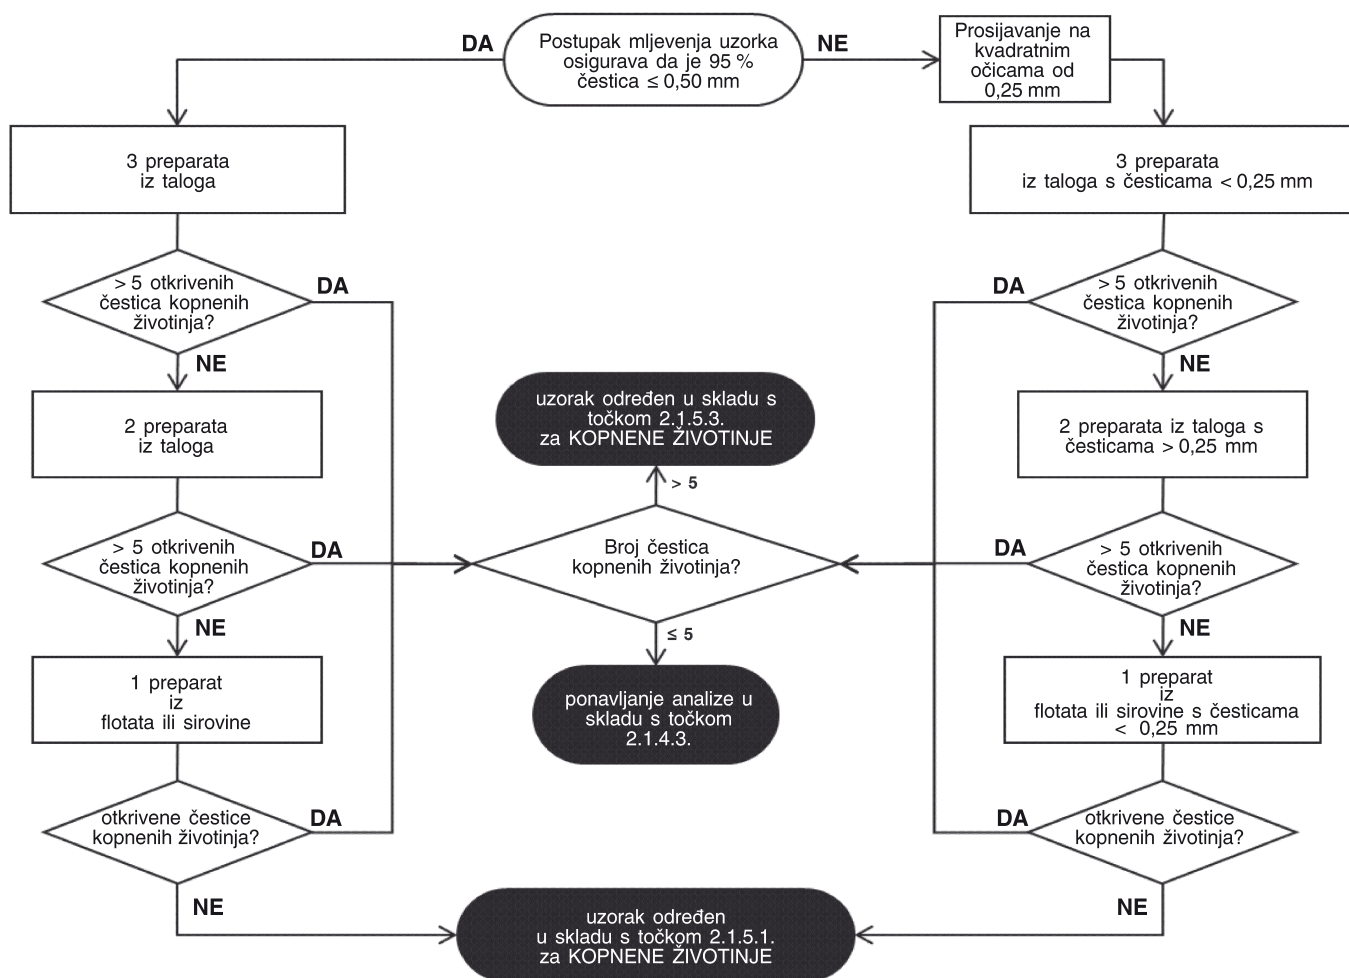 DA
Postupak mljevenja uzorka
osigurava da je 95 %
čestica ≤ 0,50 mm
NE
Prosijavanje na
kvadratnim
očicama od
0,25 mm
3 preparata
iz taloga
3 preparata
iz taloga s česticama < 0,25 mm
> 5 otkrivenih
čestica kopnenih
životinja?
DA
NE
DA
> 5 otkrivenih
čestica kopnenih
životinja?
NE
2 preparata
iz taloga
uzorak određen u skladu s
točkom 2.1.5.3.
za KOPNENE ŽIVOTINJE
2 preparata iz taloga s
česticama > 0,25 mm
> 5
> 5 otkrivenih
čestica kopnenih
životinja?
DA
NE
Broj čestica
kopnenih životinja?
DA
> 5 otkrivenih
čestica kopnenih
životinja?
NE
≤ 5
1 preparat
iz
flotata ili sirovine
ponavljanje analize u
skladu s točkom
2.1.4.3.
1 preparat
iz
flotata ili sirovine s česticama
< 0,25 mm
otkrivene čestice
kopnenih životinja?
DA
NE
DA
otkrivene čestice
kopnenih životinja?
NE
uzorak određen
u skladu s točkom 2.1.5.1.
za KOPNENE ŽIVOTINJE